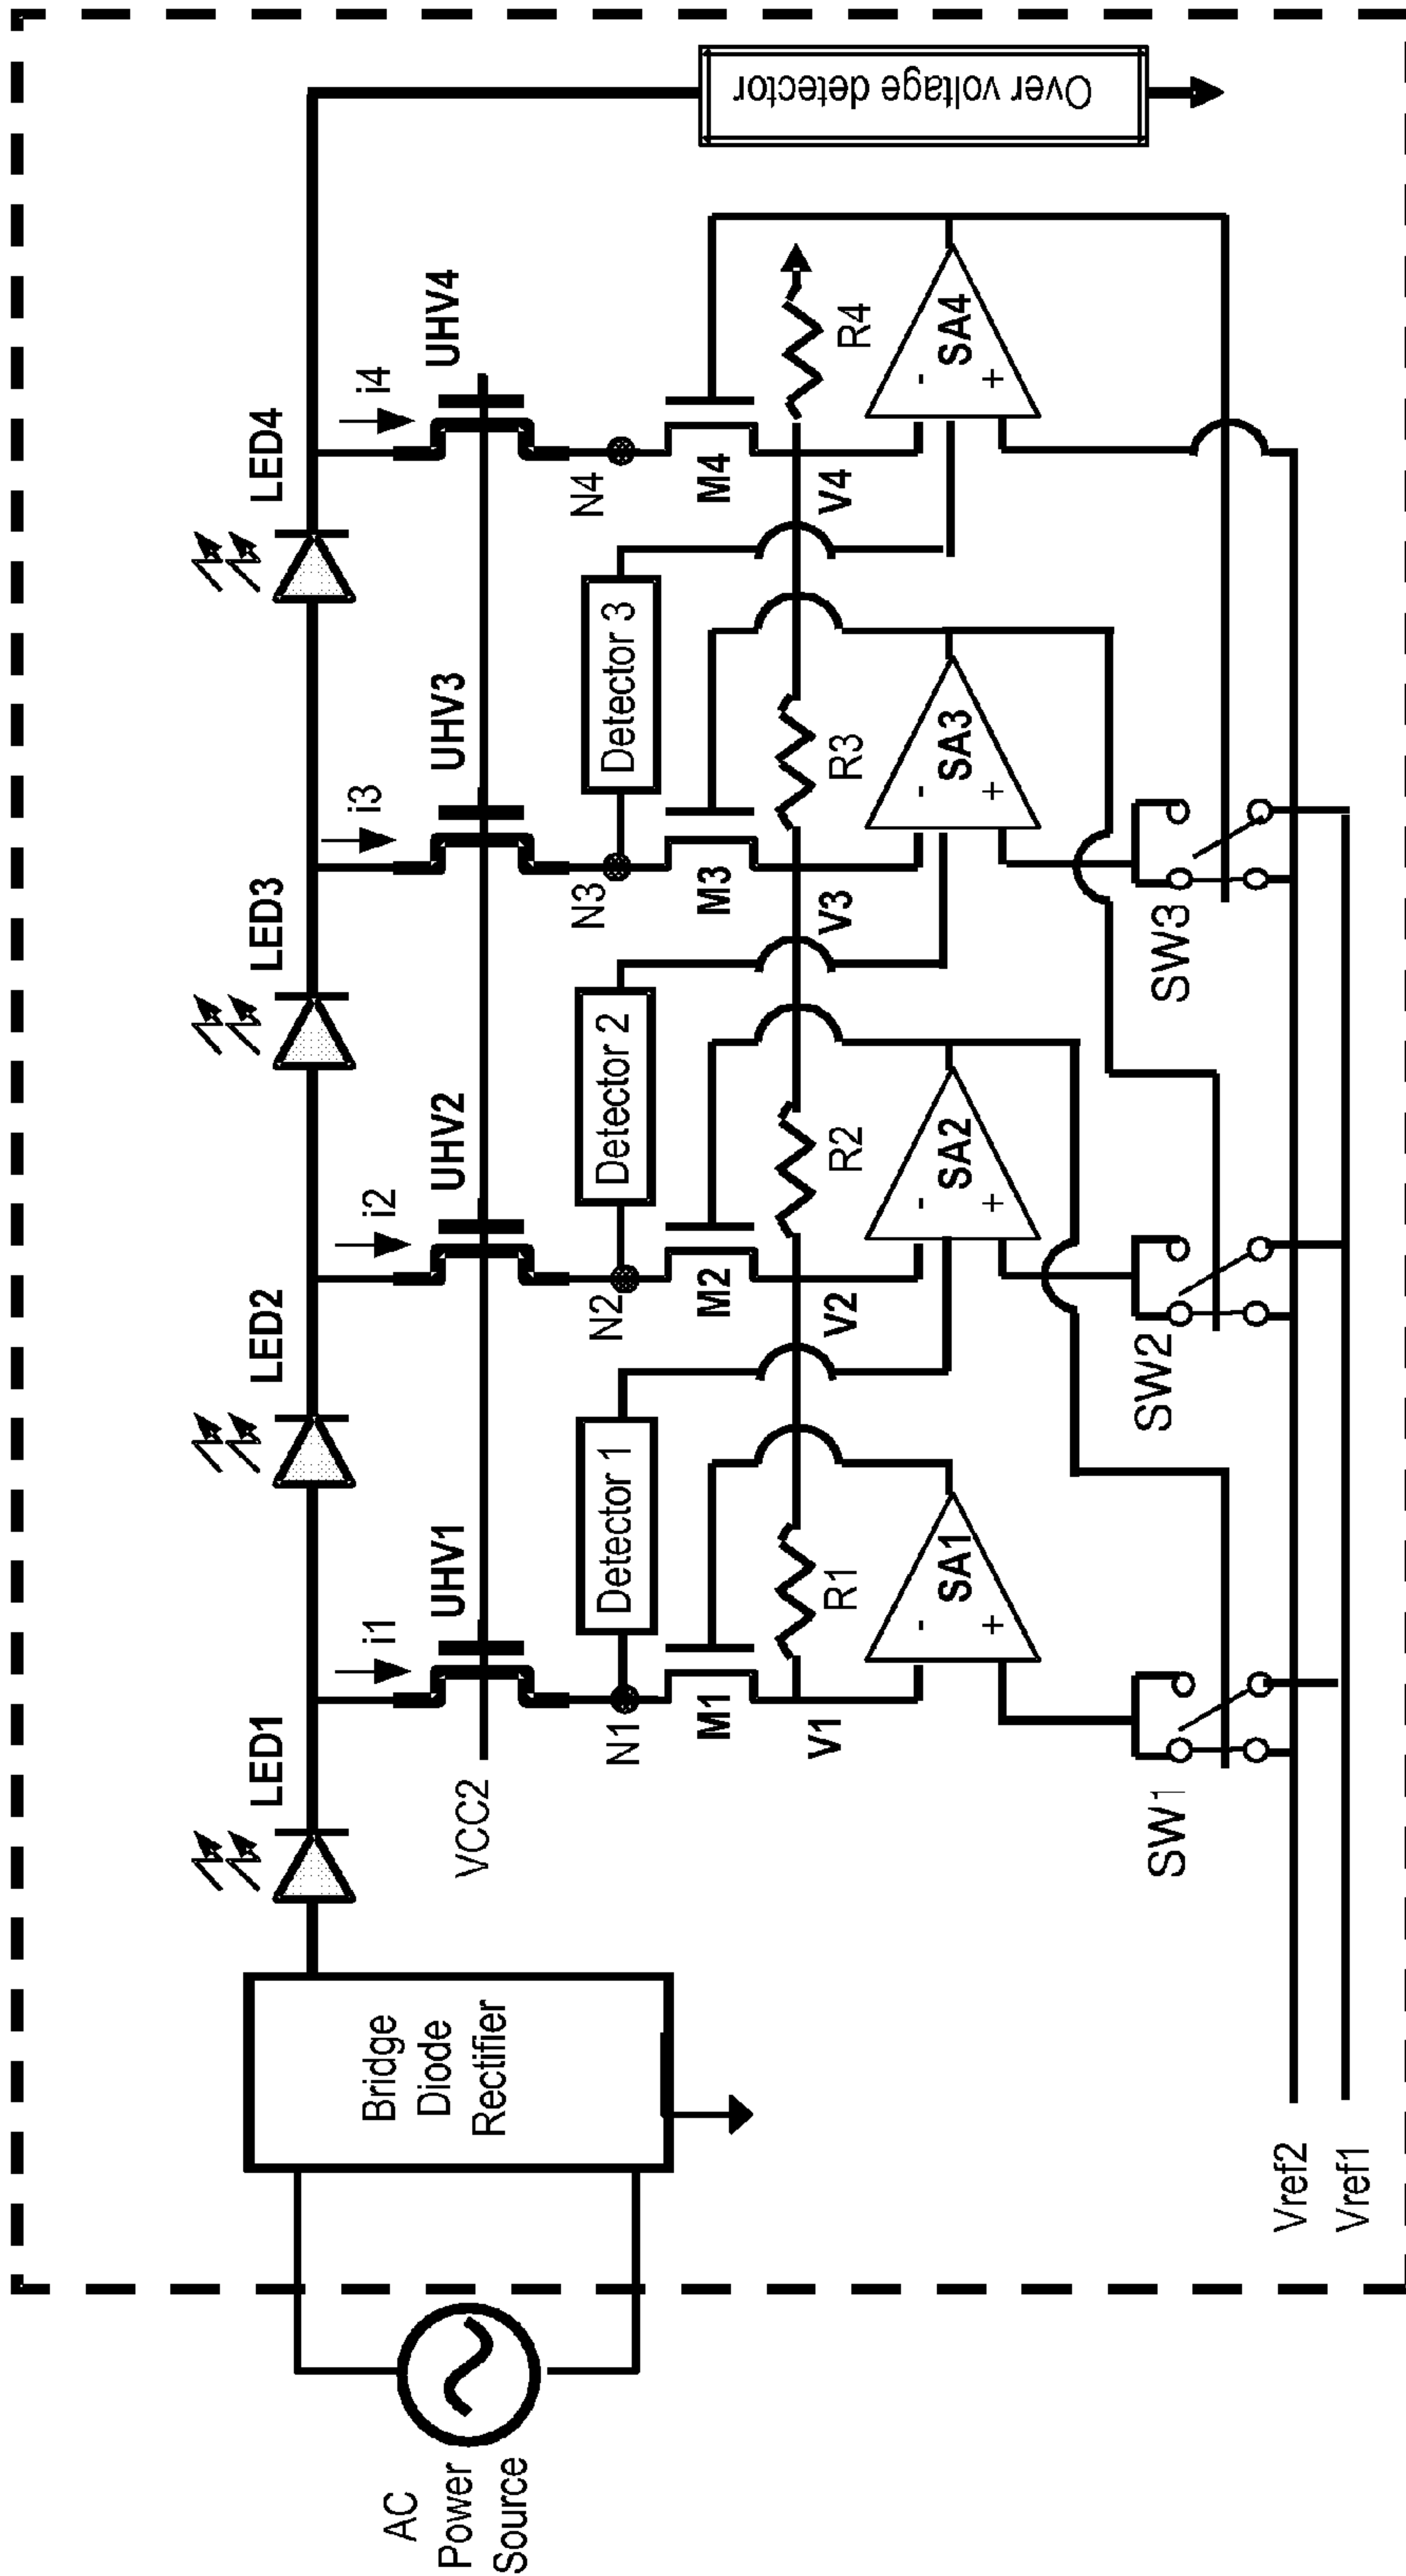 AC
Power
Source
Bridge
Diode
Rectifier
LED1
LED2
LED3
LED4
i1
i2
i3
i4
UHV1
UHV2
UHV3
UHV4
VCC2
N1
N2
N3
N4
Detector 1
Detector 2
Detector 3
Over voltage detector
M1
M2
M3
M4
R1
R2
R3
R4
V1
V2
V3
V4
- + SA1
- + SA2
- + SA3
- + SA4
SW1
SW2
SW3
Vref2
Vref1